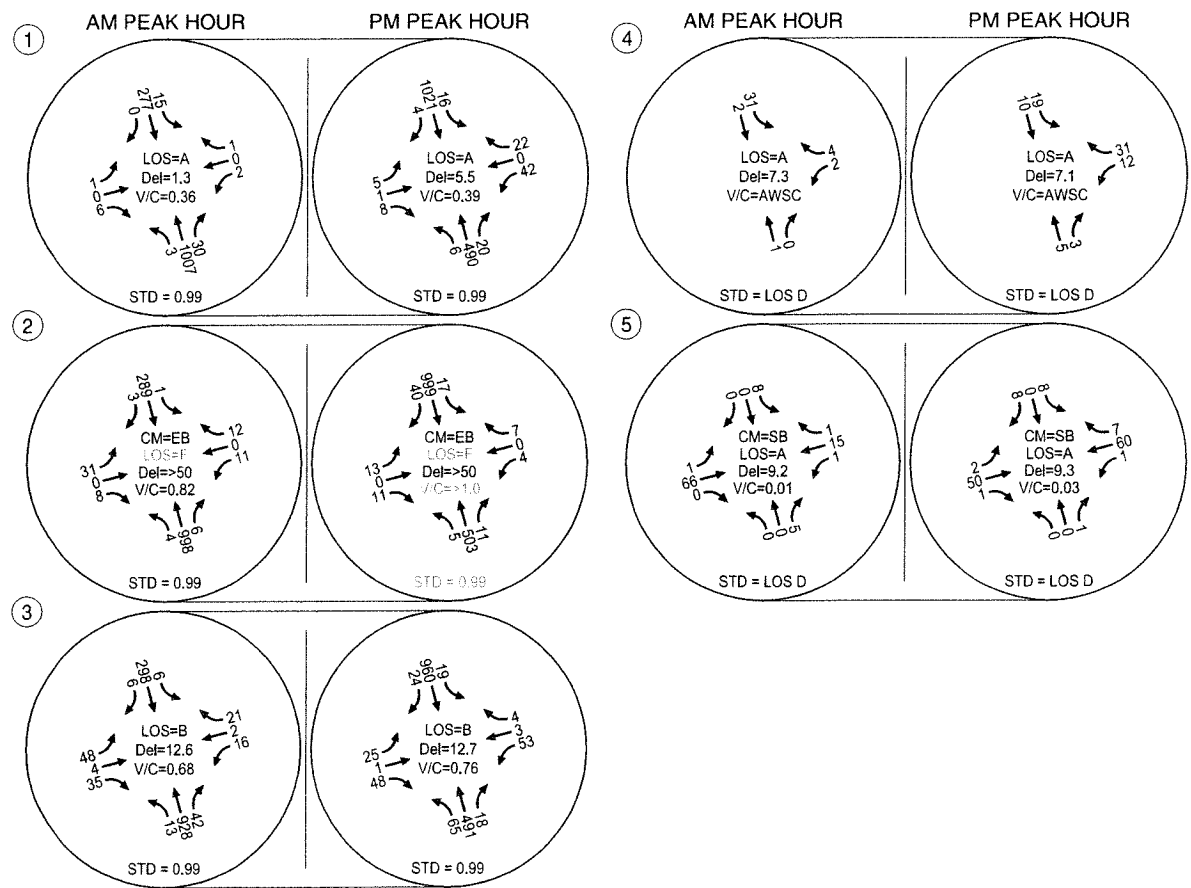 AM PEAK HOUR
PM PEAK HOUR
1
0
277
15
1
0
2
1
0
6
LOS=A
Del=1.3
V/C=0.36
3
1007
30
STD = 0.99
4
1021
16
22
0
42
5
1
8
LOS=A
Del=5.5
V/C=0.39
6
490
20
STD = 0.99
2
3
289
1
12
0
11
31
0
8
CM=EB
LOS=F
Del=>50
V/C=0.82
4
998
6
STD = 0.99
40
999
17
7
0
4
13
0
11
CM=EB
LOS=F
Del=>50
V/C=>1.0
5
503
11
STD = 0.99
3
6
298
6
21
2
16
48
4
35
LOS=B
Del=12.6
V/C=0.68
13
928
42
STD = 0.99
24
960
19
4
3
53
25
1
48
LOS=B
Del=12.7
V/C=0.76
65
491
18
STD = 0.99
AM PEAK HOUR
PM PEAK HOUR
4
2
31
4
2
LOS=A
Del=7.3
V/C=AWSC
1
0
STD = LOS D
10
19
31
12
LOS=A
Del=7.1
V/C=AWSC
5
3
STD = LOS D
5
0
0
8
1
15
1
1
66
0
CM=SB
LOS=A
Del=9.2
V/C=0.01
0
0
5
STD = LOS D
8
0
8
7
60
1
2
50
1
CM=SB
LOS=A
Del=9.3
V/C=0.03
0
0
1
STD = LOS D